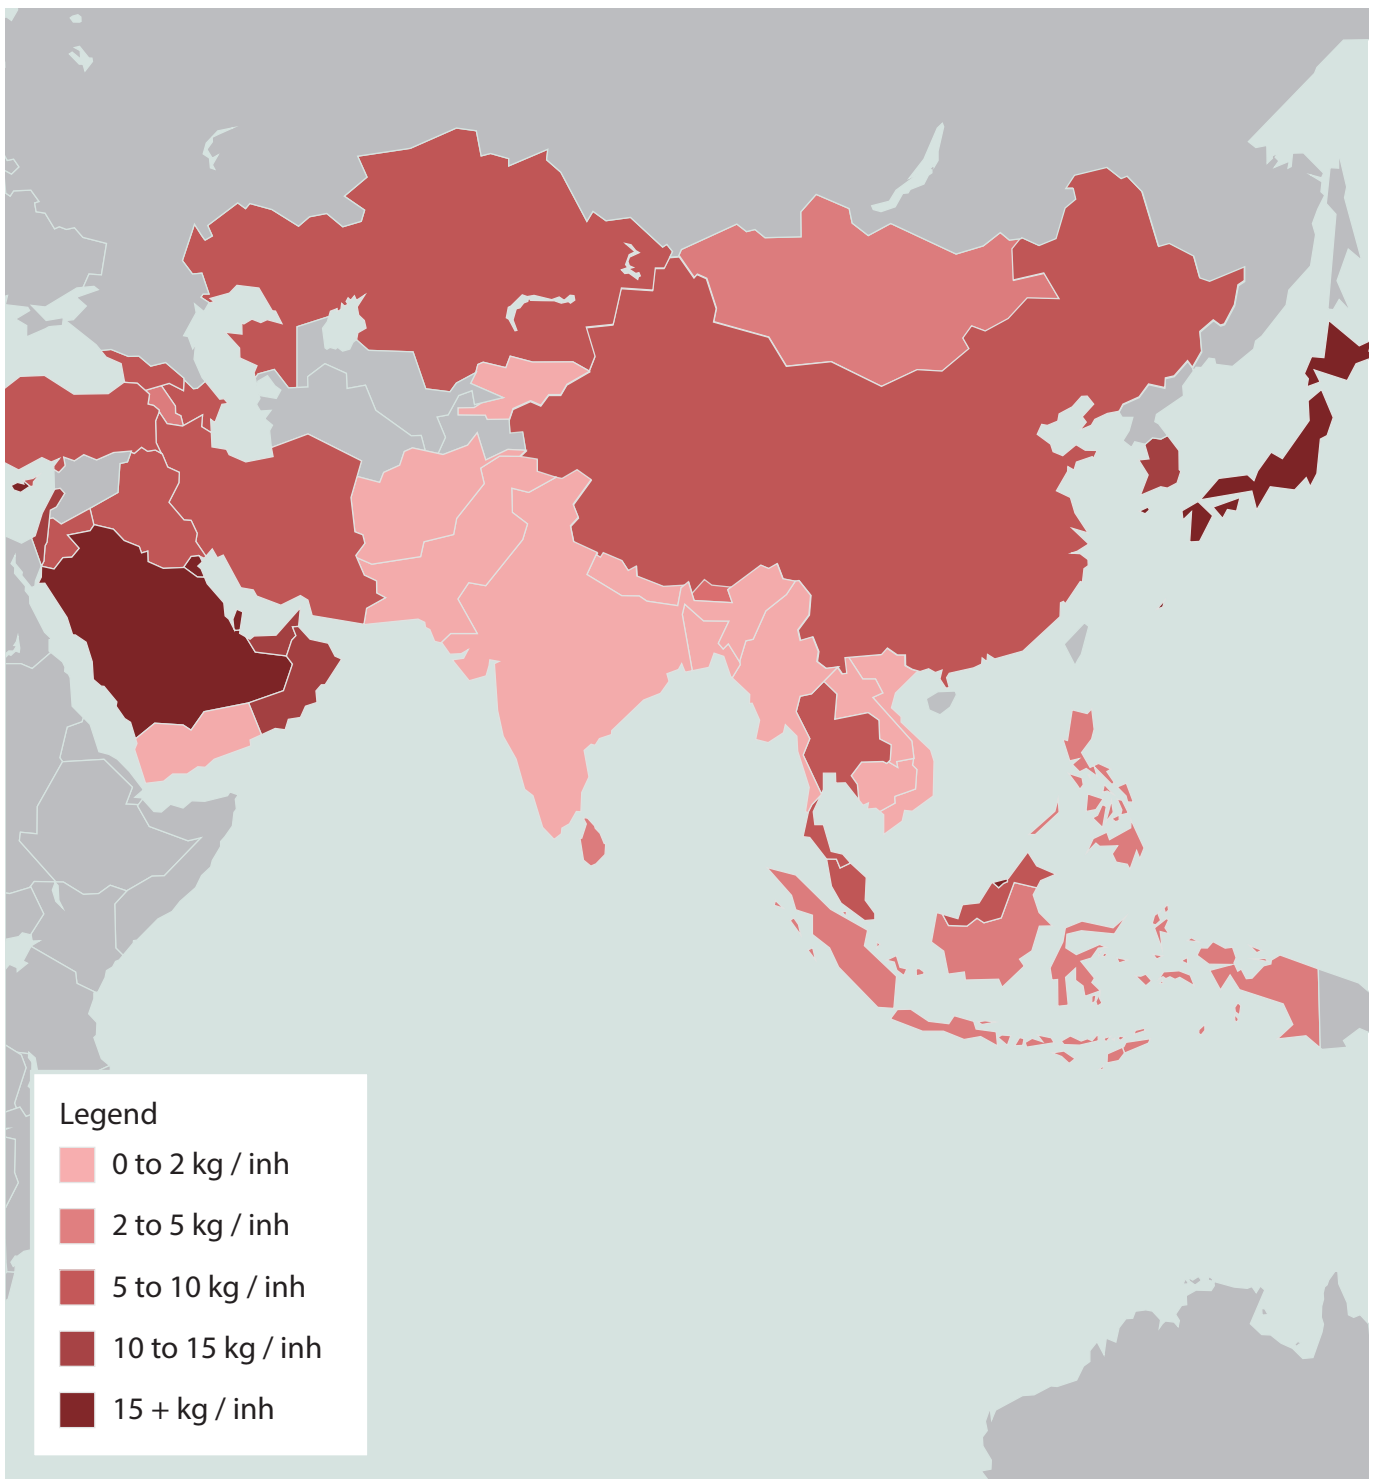 Legend
0 to 2 kg / inh
2 to 5 kg / inh
5 to 10 kg / inh
10 to 15 kg / inh
15 + kg / inh